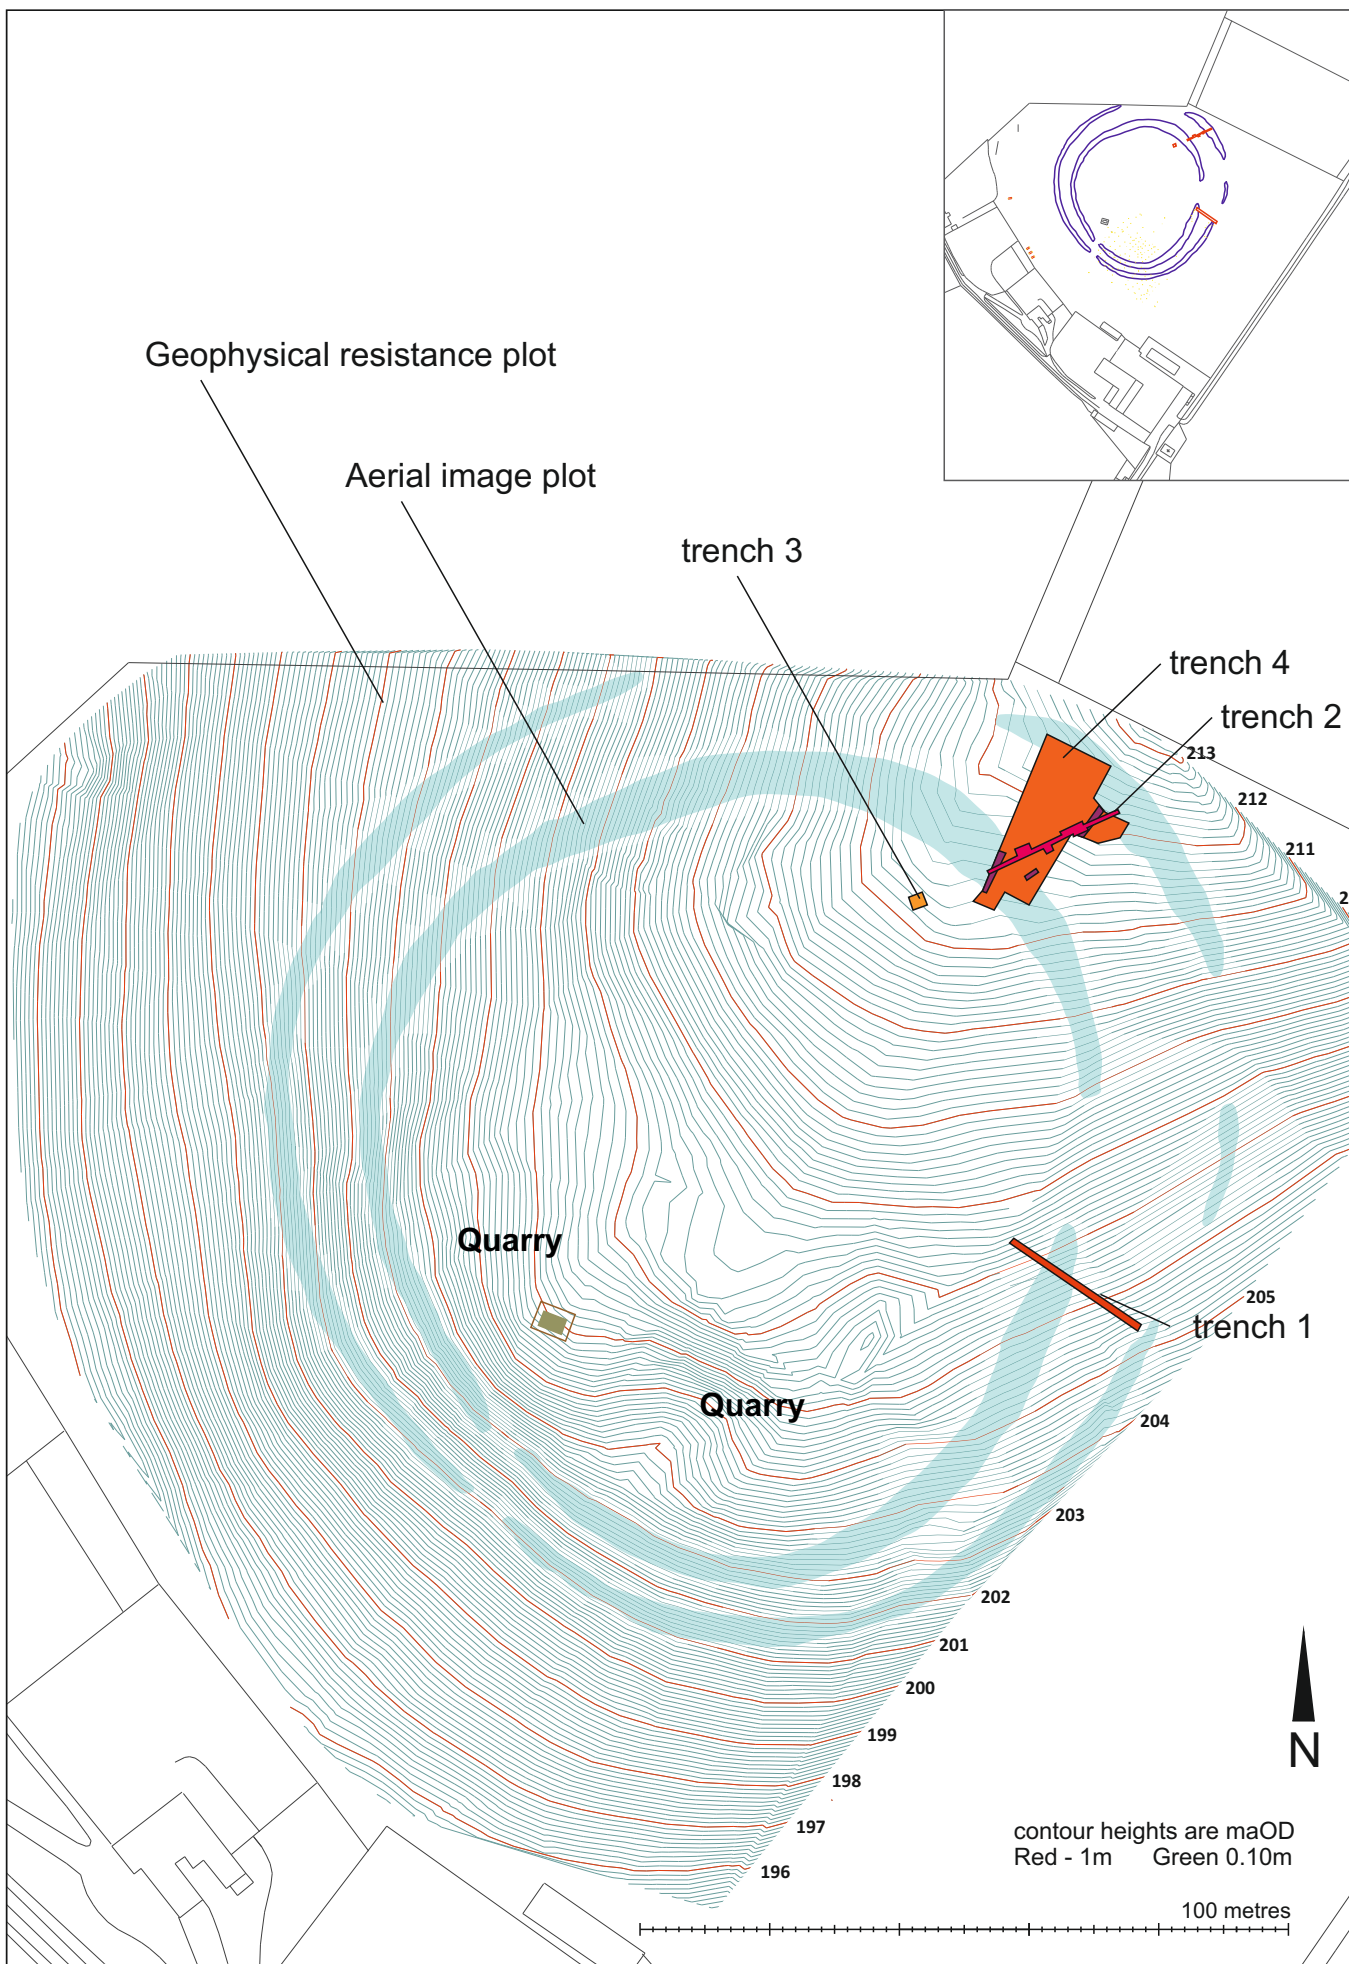 Geophysical resistance plot
Aerial image plot
trench 3
trench 4
trench 2
213
212
211
Quarry
205
trench 1
Quarry
204
203
202
201
200
199
198
197
196
N
contour heights are maOD
Red - 1m Green 0.10m
100 metres